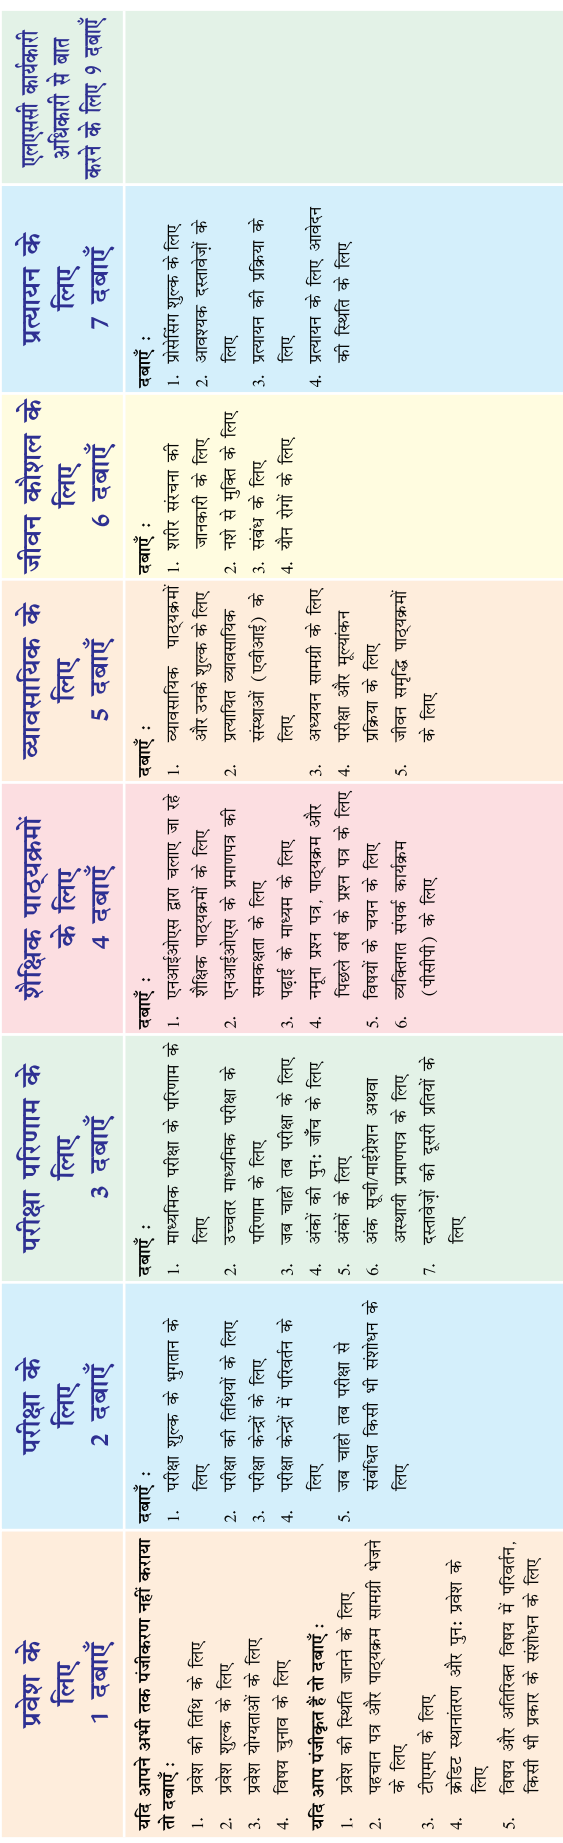 प्रवेश के
लिए
1 दबाएँ
यदि आपने अभी तक पंजीकरण नहीं कराया
तो दबाएँ :
1. प्रवेश की तिथि के लिए
2. प्रवेश शुल्क के लिए
3. प्रवेश योग्यताओं के लिए
4. विषय चुनाव के लिए
यदि आप पंजीकृत हैं तो दबाएँ :
1. प्रवेश की स्थिति जानने के लिए
2. पहचान पत्र और पाठ्यक्रम सामग्री भेजने
के लिए
3. टीएमए के लिए
4. क्रेडिट स्थानांतरण और पुन: प्रवेश के
लिए
5. विषय और अतिरिक्त विषय में परिवर्तन,
किसी भी प्रकार के संशोधन के लिए
परीक्षा के
लिए
2 दबाएँ
दबाएँ :
1. परीक्षा शुल्क के भुगतान के
लिए
2. परीक्षा की तिथियों के लिए
3. परीक्षा केन्द्रों के लिए
4. परीक्षा केन्द्रों में परिवर्तन के
लिए
5. जब चाहो तब परीक्षा से
संबंधित किसी भी संशोधन के
लिए
परीक्षा परिणाम के
लिए
3 दबाएँ
दबाएँ :
1. माध्यमिक परीक्षा के परिणाम के
लिए
2. उच्चतर माध्यमिक परीक्षा के
परिणाम के लिए
3. जब चाहो तब परीक्षा के लिए
4. अंकों की पुन: जाँच के लिए
5. अंकों के लिए
6. अंक सूची/माईग्रेशन अथवा
अस्थायी प्रमाणपत्र के लिए
7. दस्तावेज़ों की दूसरी प्रतियों के
लिए
शैक्षिक पाठ्यक्रमों
के लिए
4 दबाएँ
दबाएँ :
1. एनआईओएस द्वारा चलाए जा रहे
शैक्षिक पाठ्यक्रमों के लिए
2. एनआईओएस के प्रमाणपत्र की
समकक्षता के लिए
3. पढ़ाई के माध्यम के लिए
4. नमूना प्रश्न पत्र, पाठ्यक्रम और
पिछले वर्ष के प्रश्न पत्र के लिए
5. विषयों के चयन के लिए
6. व्यक्तिगत संपर्क कार्यक्रम
(पीसीपी) के लिए
व्यावसायिक के
लिए
5 दबाएँ
दबाएँ :
1. व्यावसायिक पाठ्यक्रमों
और उनके शुल्क के लिए
2. प्रत्यायित व्यावसायिक
संस्थाओं (एवीआई) के
लिए
3. अध्ययन सामग्री के लिए
4. परीक्षा और मूल्यांकन
प्रक्रिया के लिए
5. जीवन समृद्धि पाठ्यक्रमों
के लिए
जीवन कौशल के
लिए
6 दबाएँ
दबाएँ :
1. शरीर संरचना की
जानकारी के लिए
2. नशे से मुक्ति के लिए
3. संबंध के लिए
4. यौन रोगों के लिए
प्रत्यायन के
लिए
7 दबाएँ
दबाएँ :
1. प्रोसेसिंग शुल्क के लिए
2. आवश्यक दस्तावेज़ों के
लिए
3. प्रत्यायन की प्रक्रिया के
लिए
4. प्रत्यायन के लिए आवेदन
की स्थिति के लिए
एलएससी कार्यकारी
अधिकारी से बात
करने के लिए 9 दबाएँ